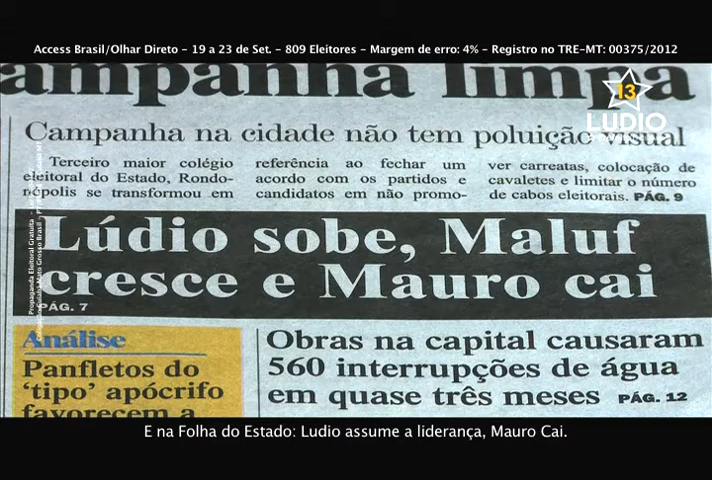 Access Brasil/Olhar Direto - 19 a 23 de Set. - 809 Eleitores - Margem de erro: 4% - Registro no TRE-MT: 00375/2012
ampanha limpa
13
LUDIO
Campanha na cidade não tem poluição visual
Terceiro maior colégio
eleitoral do Estado, Rondo-
nópolis se transformou em
referência ao fechar um
acordo com os partidos e
candidatos em não promo-
ver carreatas, colocação de
cavaletes e limitar o número
de cabos eleitorais. PÁG. 9
Lúdio sobe, Maluf
cresce e Mauro cai
PÁG. 7
Análise
Panfletos do
‘tipo’ apócrifo
favorecem a
Obras na capital causaram
560 interrupções de água
em quase três meses PÁG. 12
Propaganda Eleitoral Gratuita
E na Folha do Estado: Ludio assume a liderança, Mauro Cai.